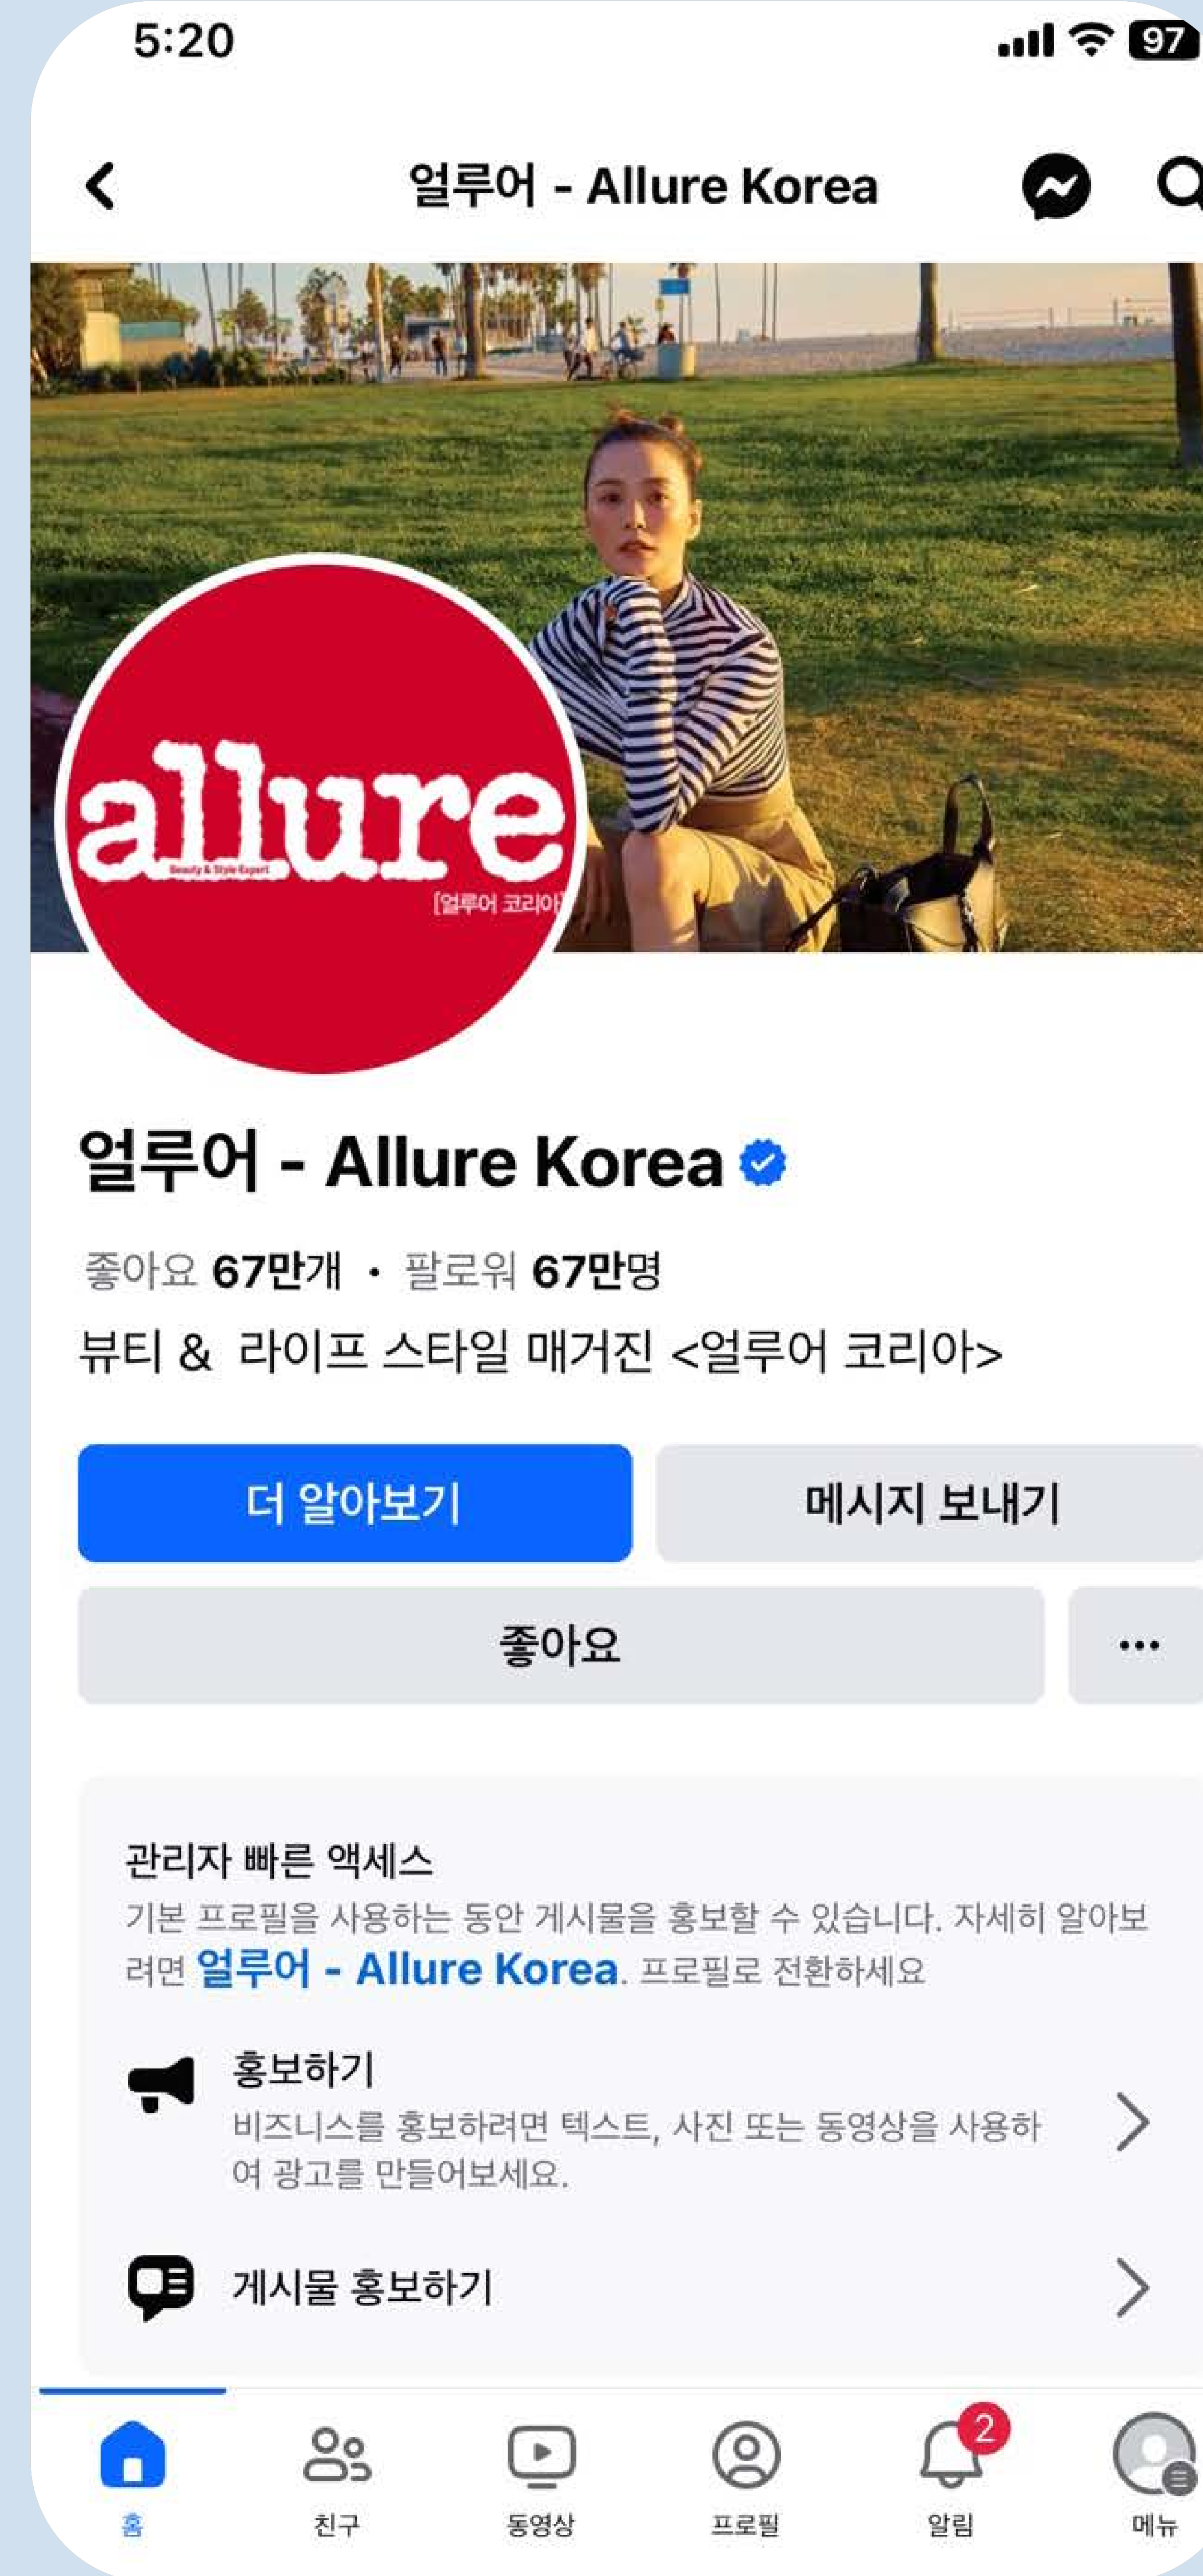 5:20
97
얼루어 - Allure Korea
allure
Beauty & Style Expert
[얼루어 코리아]
얼루어 - Allure Korea
좋아요 67만개 • 팔로워 67만명
뷰티 & 라이프 스타일 매거진 <얼루어 코리아>
더 알아보기
메시지 보내기
좋아요
관리자 빠른 액세스
기본 프로필을 사용하는 동안 게시물을 홍보할 수 있습니다. 자세히 알아보
려면 얼루어 - Allure Korea. 프로필로 전환하세요
홍보하기
비즈니스를 홍보하려면 텍스트, 사진 또는 동영상을 사용하
여 광고를 만들어보세요.
게시물 홍보하기
2
홈
친구
동영상
프로필
알림
메뉴